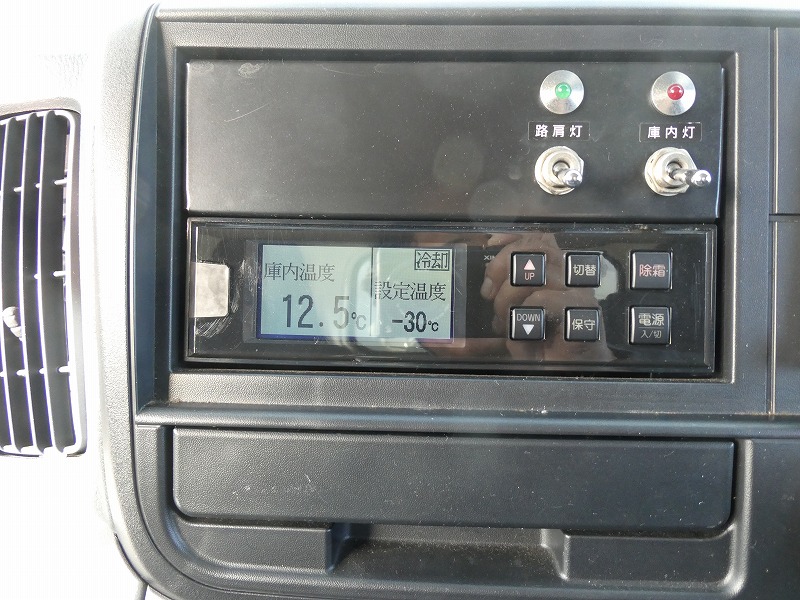 路肩灯
庫内灯
庫内温度
12.5℃
冷却
設定温度
-30℃
UP
切替
除霜
DOWN
保守
電源
入/切